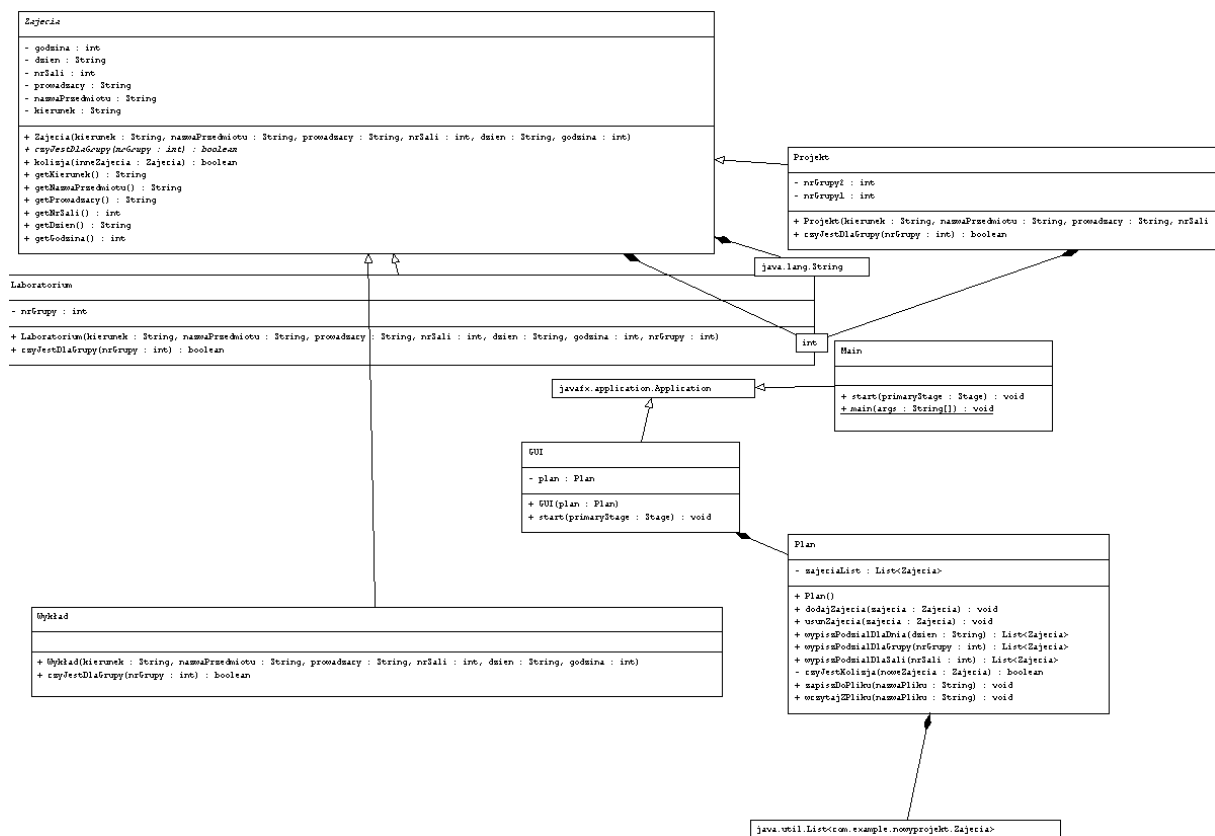 Zajecia
- godzina : int
- dzien : String
- nrSali : int
- prowadzacy : String
- nazwaPrzedmiotu : String
- kierunek : String
+ Zajecia(kierunek : String, nazwaPrzedmiotu : String, prowadzacy : String, nrSali : int, dzien : String, godzina : int)
+ czyJestDlaGrupy(nrGrupy : int) : boolean
+ kolizja(inneZajecia : Zajecia) : boolean
+ getKierunek() : String
+ getNazwaPrzedmiotu() : String
+ getProwadzacy() : String
+ getNrSali() : int
+ getDzien() : String
+ getGodzina() : int
Projekt
- nrGrupy2 : int
- nrGrupy1 : int
+ Projekt(kierunek : String, nazwaPrzedmiotu : String, prowadzacy : String, nrSali
+ czyJestDlaGrupy(nrGrupy : int) : boolean
java.lang.String
Laboratorium
- nrGrupy : int
+ Laboratorium(kierunek : String, nazwaPrzedmiotu : String, prowadzacy : String, nrSali : int, dzien : String, godzina : int, nrGrupy : int)
+ czyJestDlaGrupy(nrGrupy : int) : boolean
int
Main
+ start(primaryStage : Stage) : void
+ main(args : String[]) : void
javafx.application.Application
GUI
- plan : Plan
+ GUI(plan : Plan)
+ start(primaryStage : Stage) : void
Plan
- zajeciaList : List<Zajecia>
+ Plan()
+ dodajZajecia(zajecia : Zajecia) : void
+ usunZajecia(zajecia : Zajecia) : void
+ wypiszPodzialDlaDnia(dzien : String) : List<Zajecia>
+ wypiszPodzialDlaGrupy(nrGrupy : int) : List<Zajecia>
+ wypiszPodzialDlaSali(nrSali : int) : List<Zajecia>
- czyJestKolizja(noweZajecia : Zajecia) : boolean
+ zapiszDoPliku(nazwaPliku : String) : void
+ wczytajZPliku(nazwaPliku : String) : void
Wykład
+ Wykład(kierunek : String, nazwaPrzedmiotu : String, prowadzacy : String, nrSali : int, dzien : String, godzina : int)
+ czyJestDlaGrupy(nrGrupy : int) : boolean
java.util.List<com.example.nowyprojekt.Zajecia>